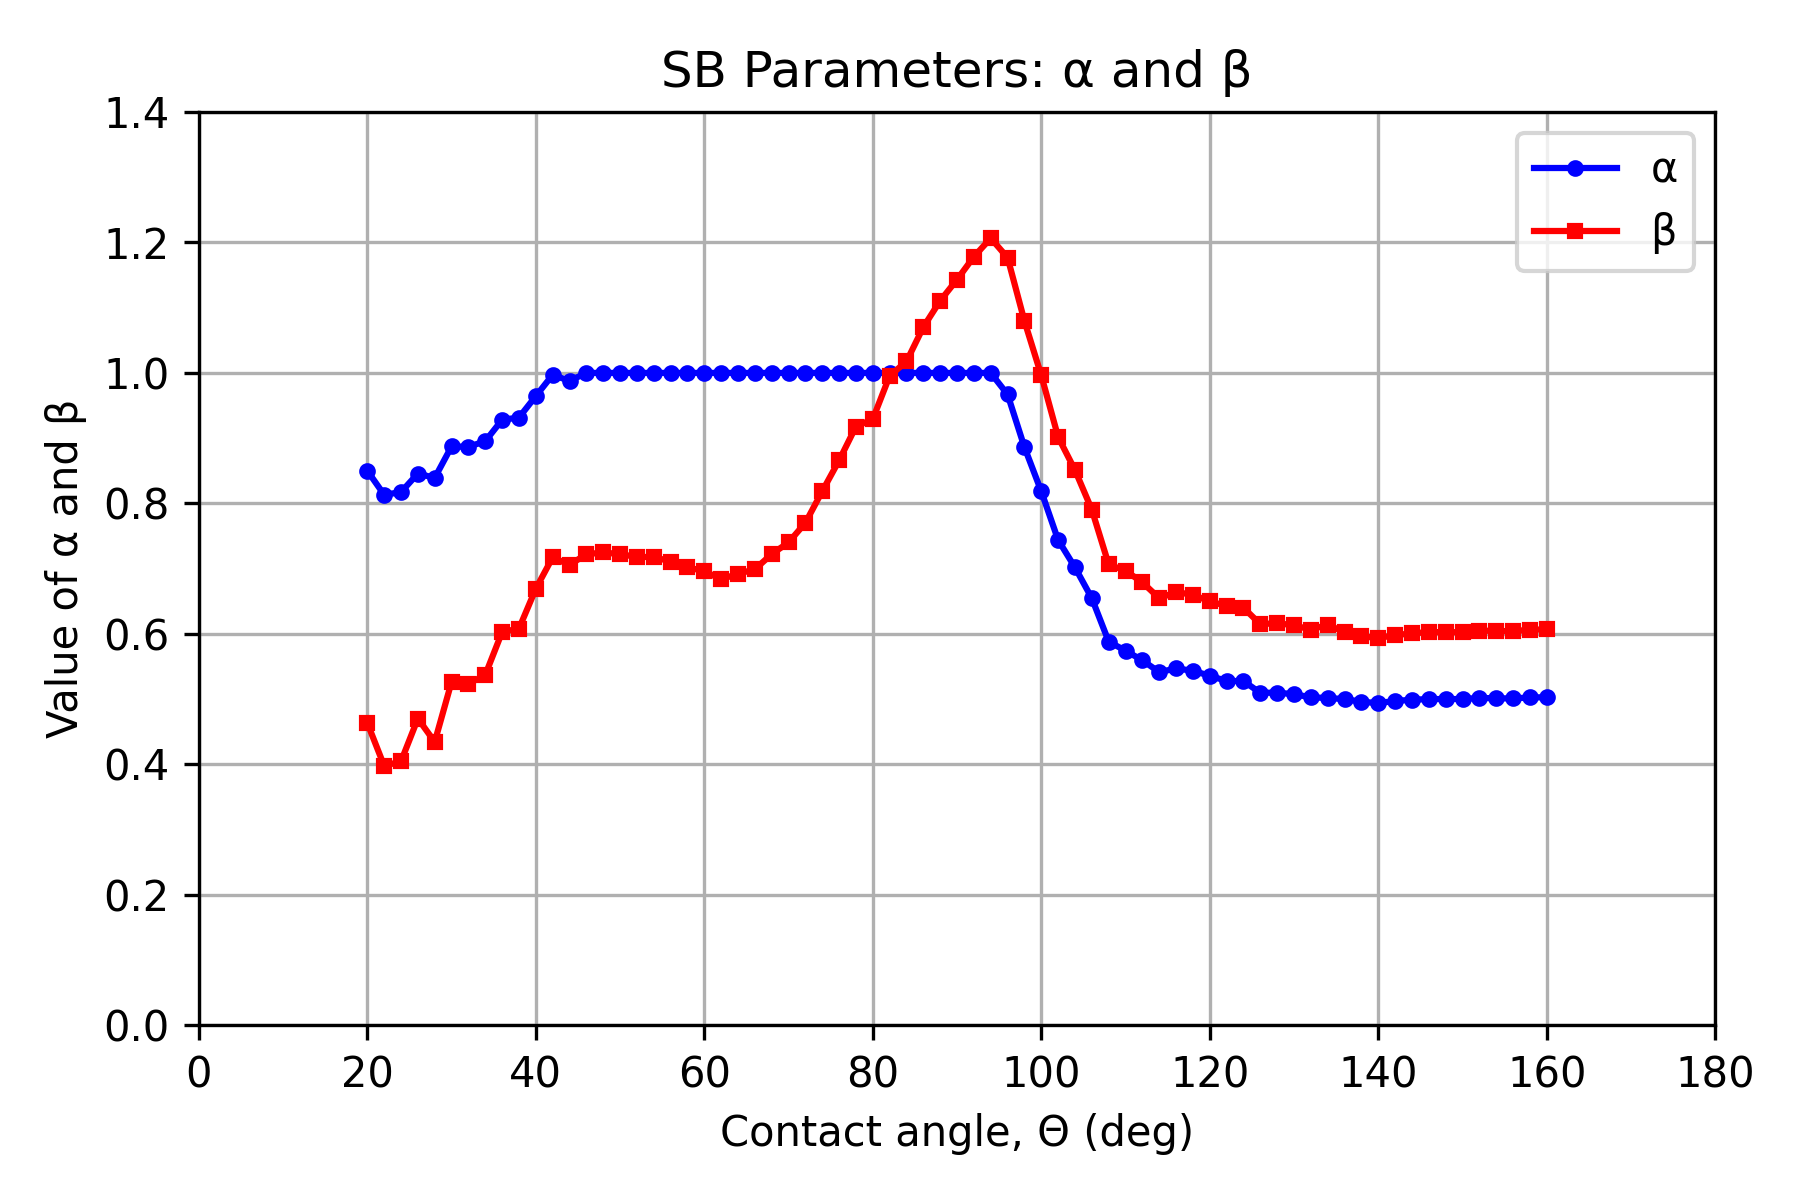 SB Parameters: α and β
1.4
1.2
1.0
0.8
0.6
0.4
0.2
0.0
Value of α and β
α
β
0 20 40 60 80 100 120 140 160 180
Contact angle, Θ (deg)